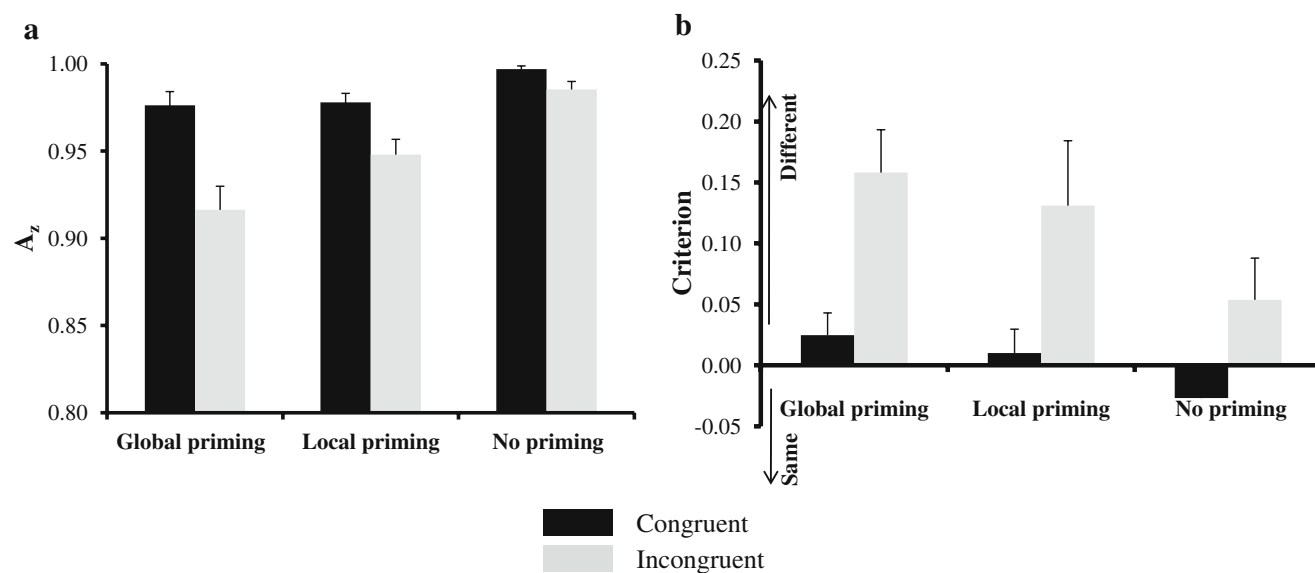 a
1.00
0.95
0.90
0.85
0.80
Az
Global priming
Local priming
No priming
b
0.25
0.20
0.15
0.10
0.05
0.00
-0.05
Criterion
Different
Same
Global priming
Local priming
No priming
Congruent
Incongruent